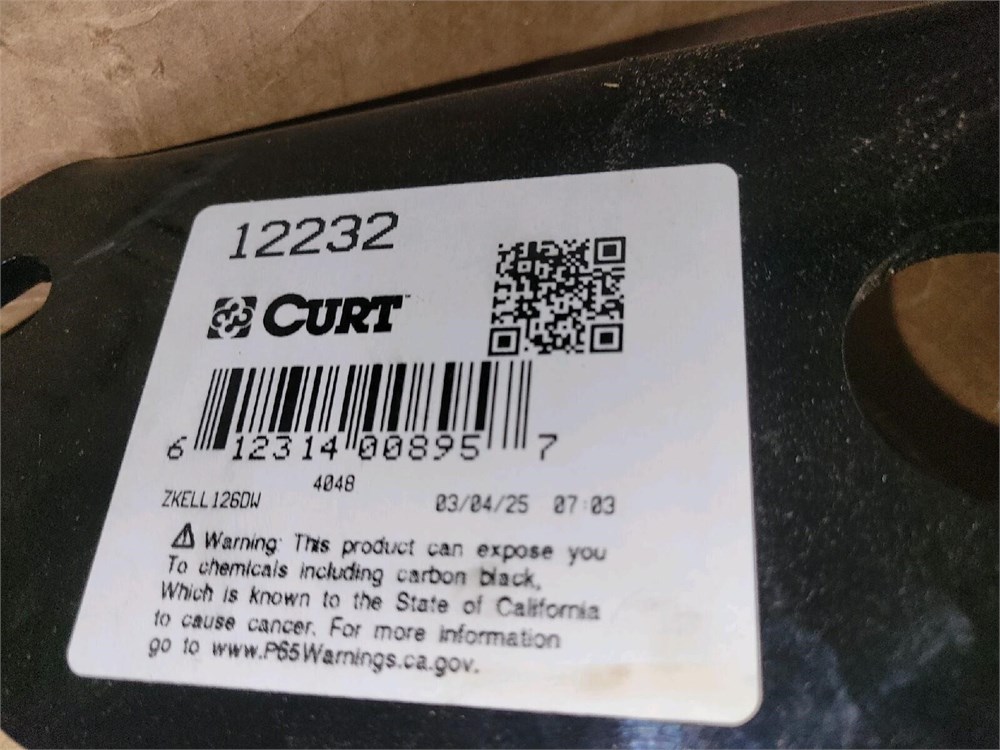 12232
CURT™
6 12314 00895 7
4048
ZKELL126DW 03/04/25 07:03
⚠ Warning: This product can expose you
To chemicals including carbon black,
Which is known to the State of California
to cause cancer. For more information
go to www.P65Warnings.ca.gov.